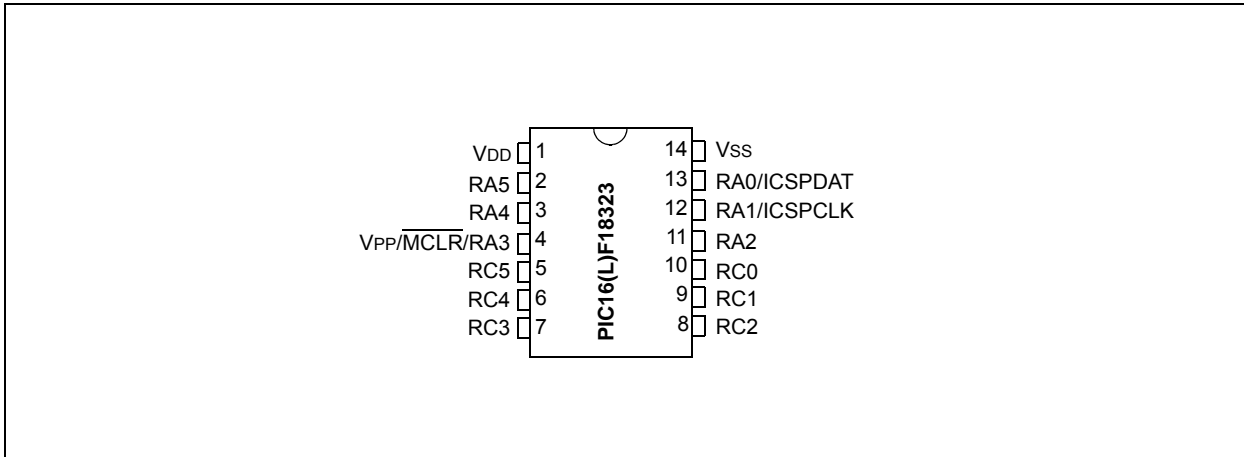 VDD 1 14 VSS
RA5 2 13 RA0/ICSPDAT
RA4 3 12 RA1/ICSPCLK
VPP/MCLR/RA3 4 11 RA2
RC5 5 10 RC0
RC4 6 9 RC1
RC3 7 8 RC2
PIC16(L)F18323